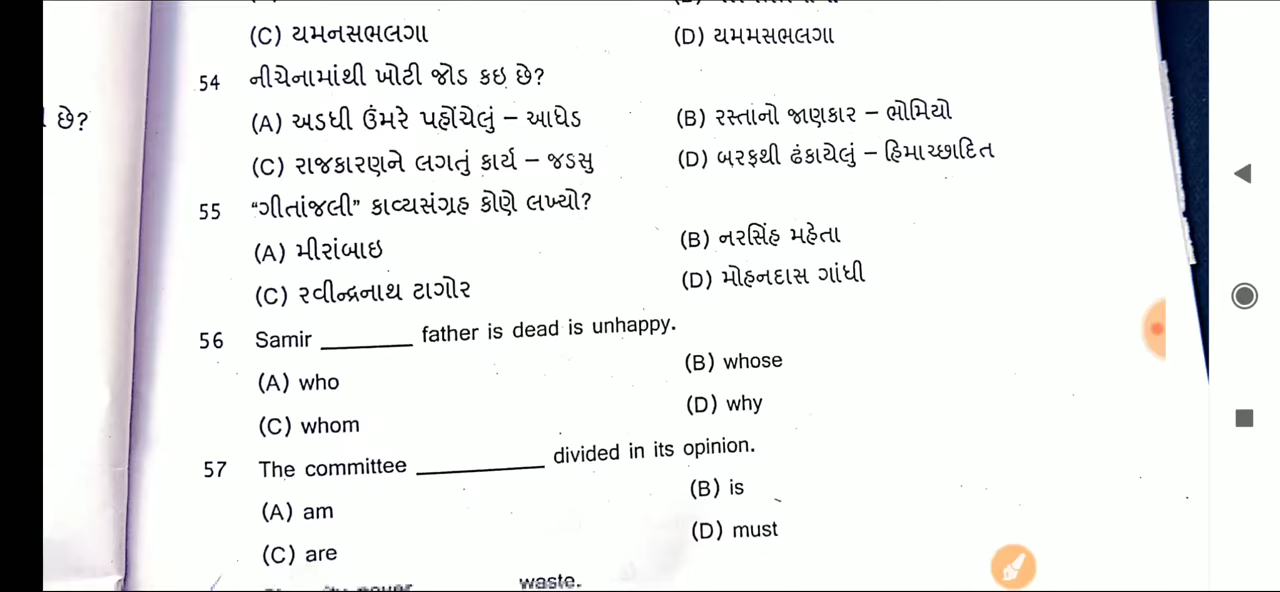 (C) યમનસભલગા (D) યમમસભલગા
છે?
54 નીચેનામાંથી ખોટી જોડ કઇ છે?
(A) અડધી ઉંમરે પહોંચેલું – આધેડ (B) રસ્તાંનો જાણકાર – ભોમિયો
(C) રાજકારણને લગતું કાર્ય – જડસુ (D) બરફથી ઢંકાયેલું – હિમાચ્છાદિત
55 “ગીતાંજલી” કાવ્યસંગ્રહ કોણે લખ્યો?
(A) મીરાંબાઇ (B) નરસિંહ મહેતા
(C) રવીન્દ્રનાથ ટાગોર (D) મોહનદાસ ગાંધી
56 Samir ________ father is dead is unhappy.
(A) who (B) whose
(C) whom (D) why
57 The committee ___________ divided in its opinion.
(A) am (B) is
(C) are (D) must
waste.